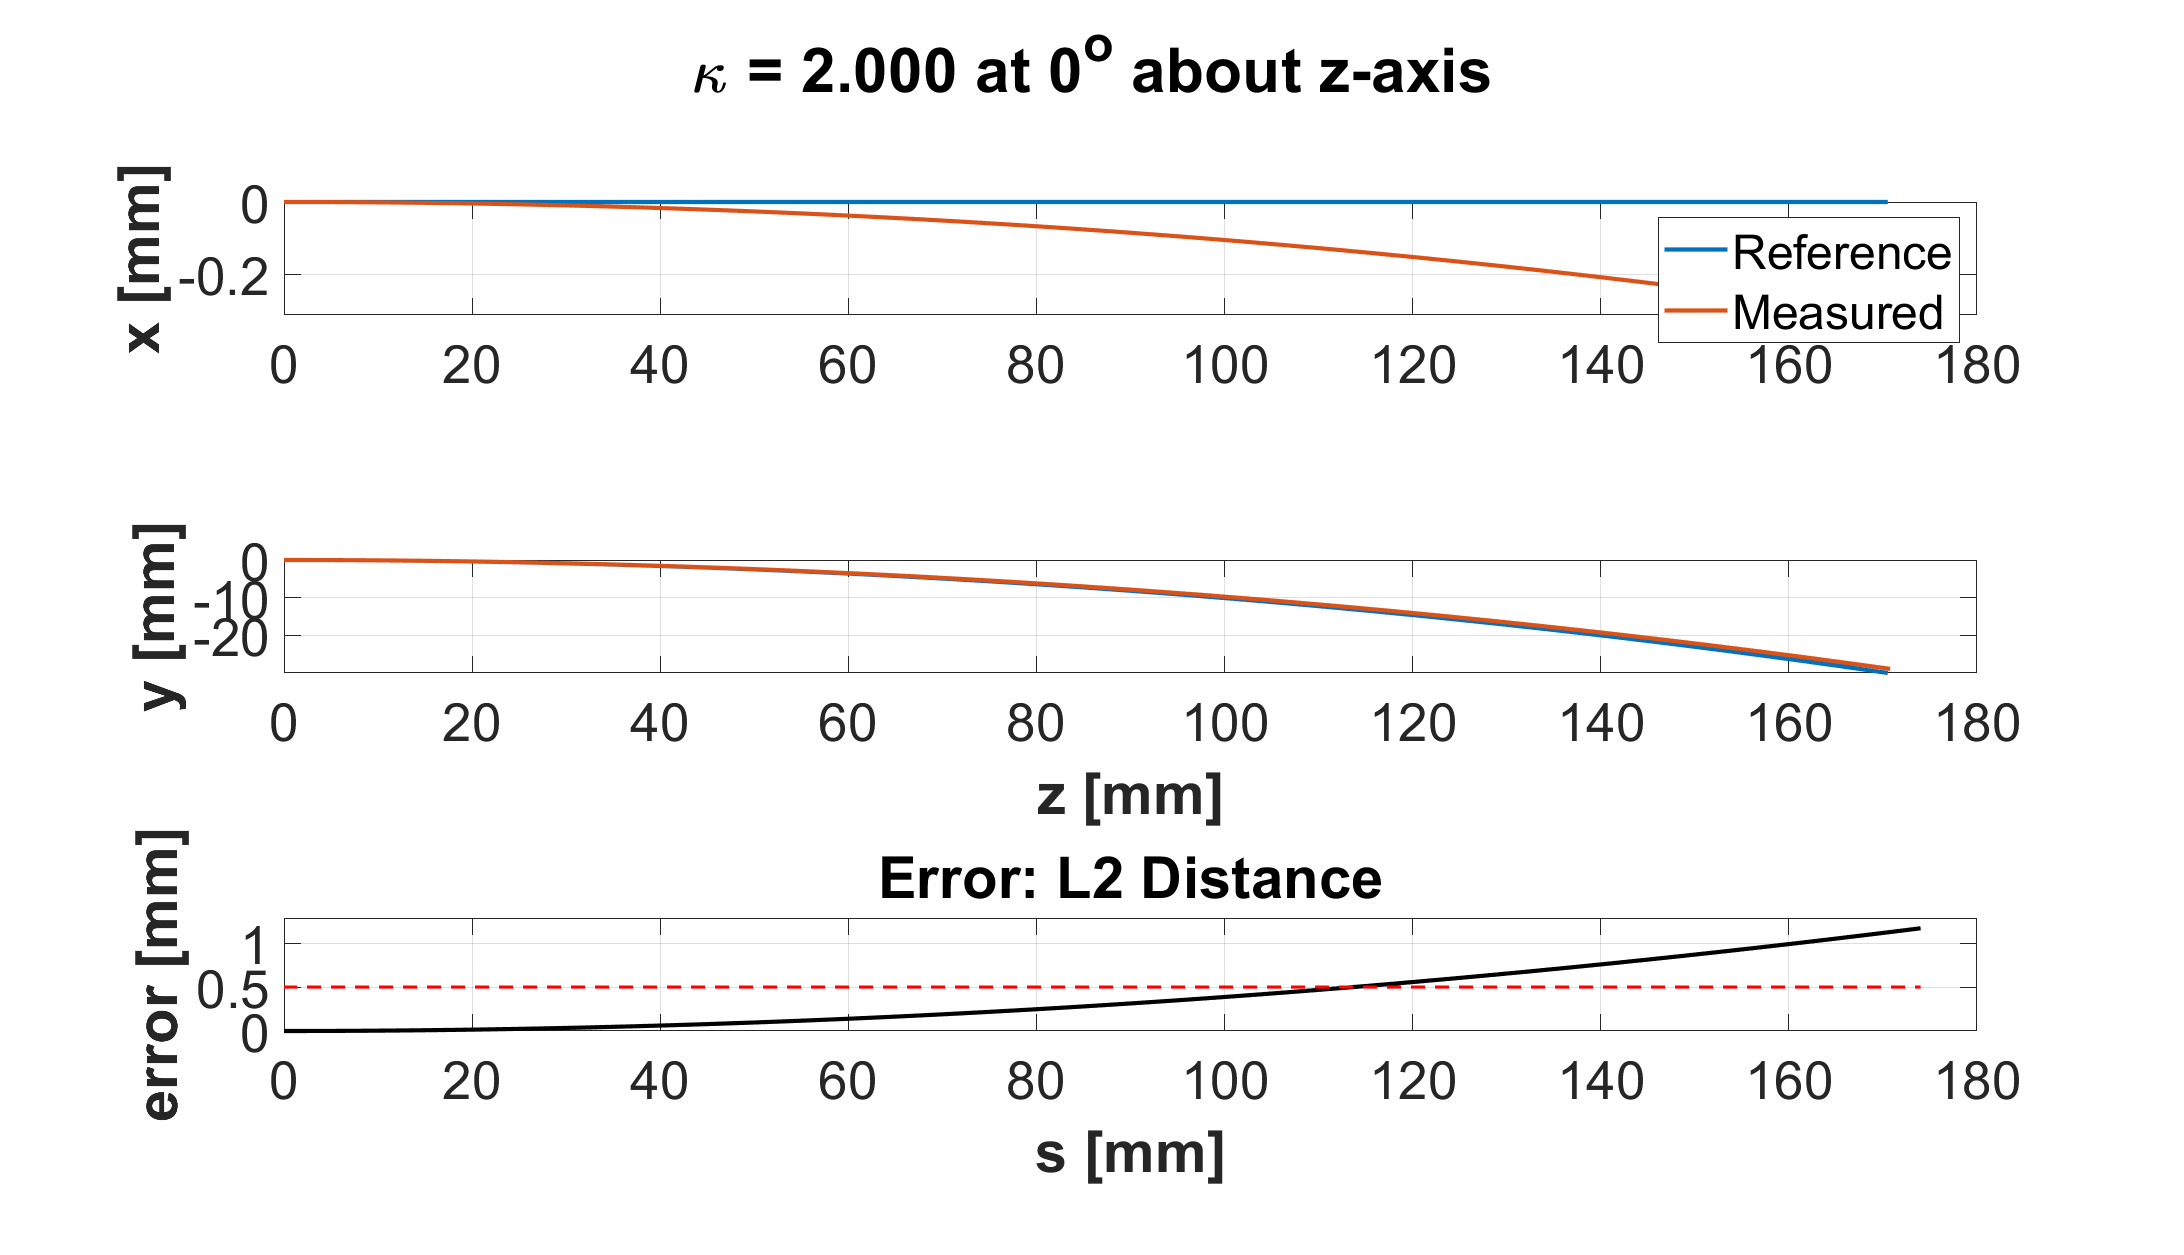 κ = 2.000 at 0° about z-axis
x [mm]
0
-0.2
Reference
Measured
0 20 40 60 80 100 120 140 160 180
y [mm]
0
-10
-20
0 20 40 60 80 100 120 140 160 180
z [mm]
Error: L2 Distance
error [mm]
1
0.5
0
0 20 40 60 80 100 120 140 160 180
s [mm]